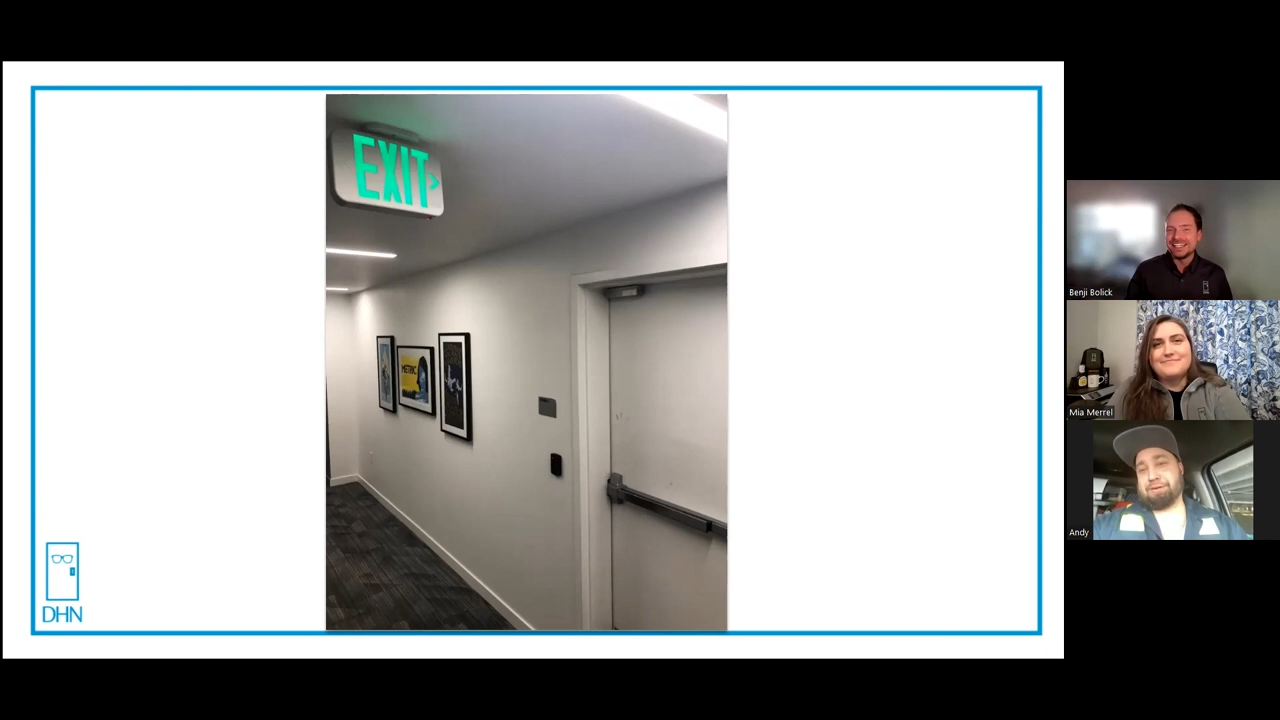 EXIT >
METRIC
DHN
Benji Bolick
Mia Merrel
Andy